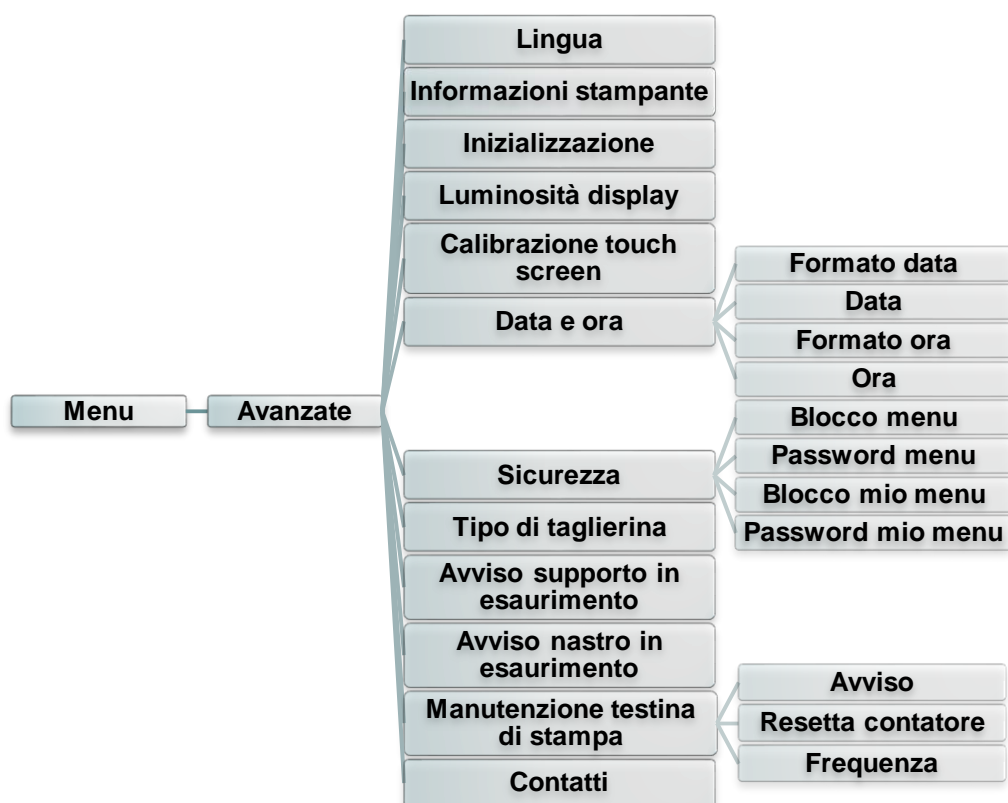 Menu
Avanzate
Lingua
Informazioni stampante
Inizializzazione
Luminosità display
Calibrazione touch
screen
Data e ora
Formato data
Data
Formato ora
Ora
Sicurezza
Blocco menu
Password menu
Blocco mio menu
Password mio menu
Tipo di taglierina
Avviso supporto in
esaurimento
Avviso nastro in
esaurimento
Manutenzione testina
di stampa
Avviso
Resetta contatore
Frequenza
Contatti